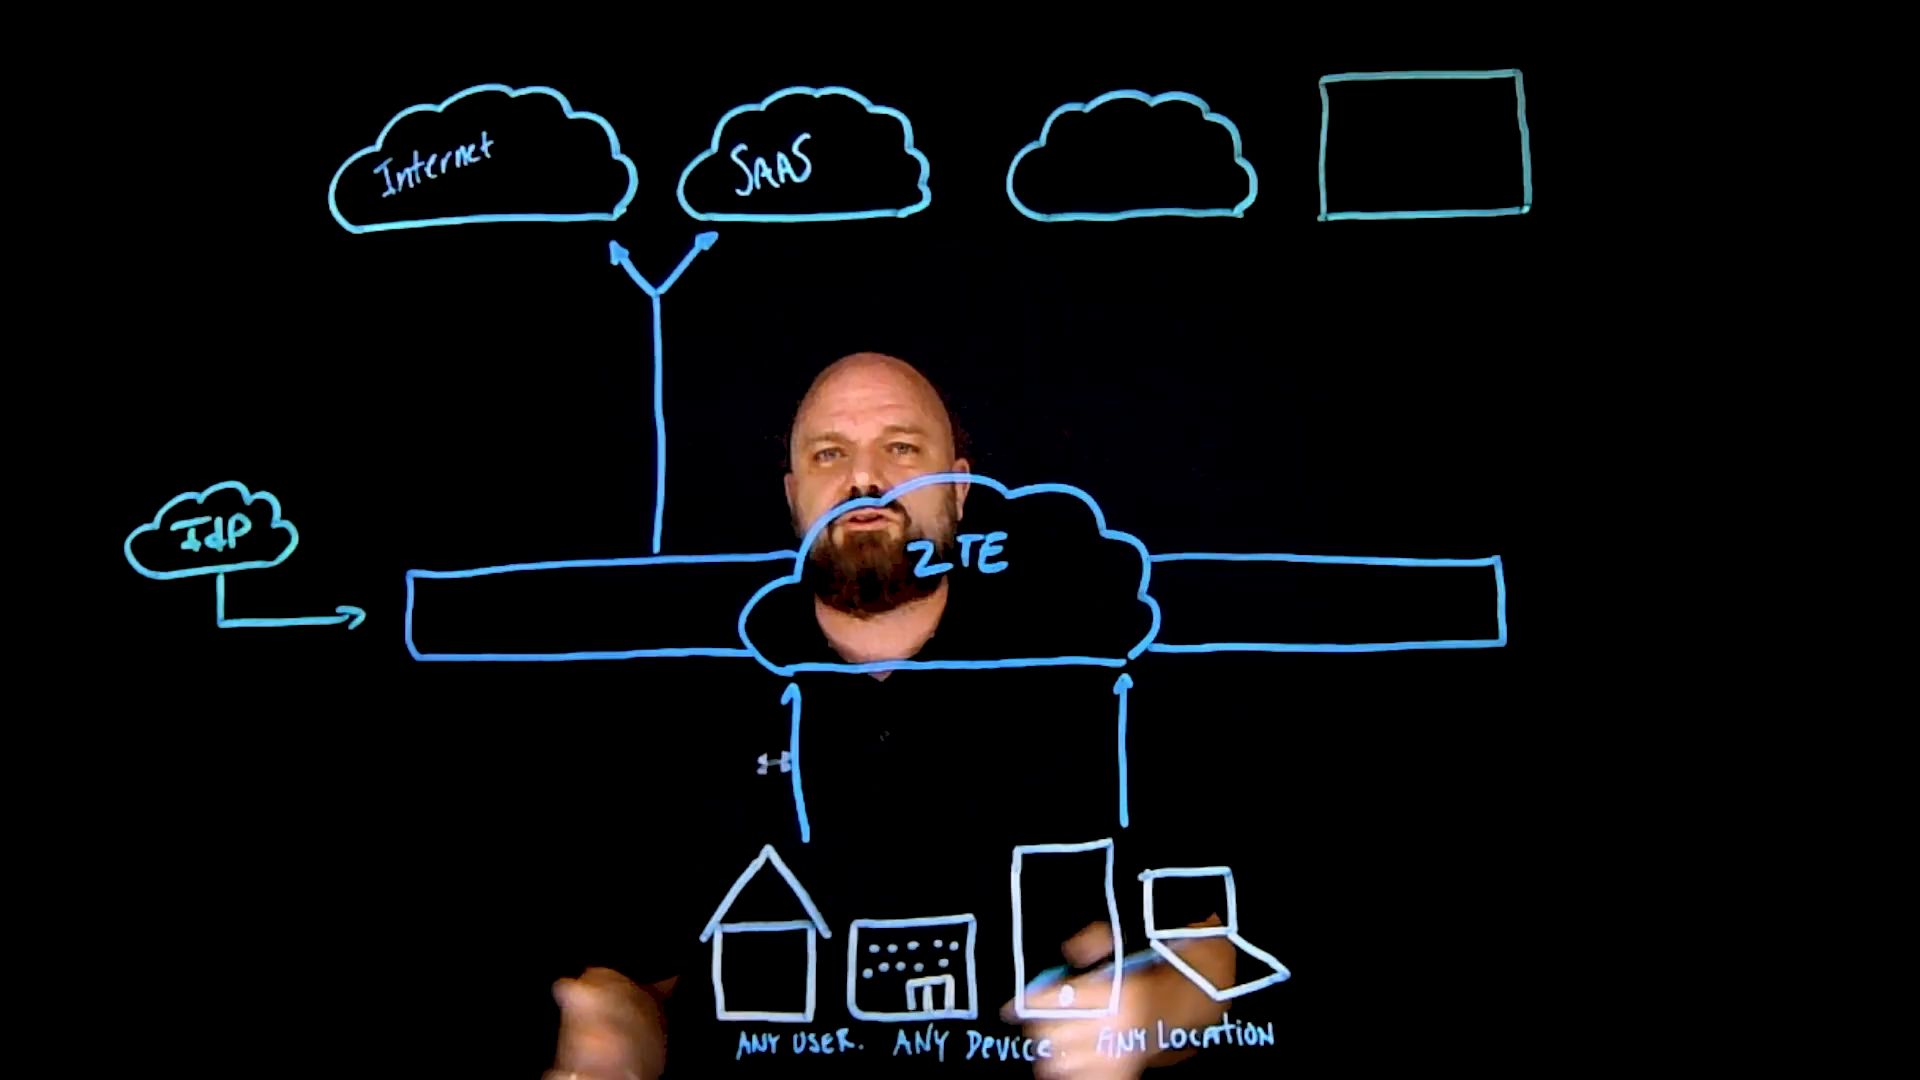 Internet
SAAS
IdP
ZTE
ANY USER. ANY DEVICE. ANY LOCATION